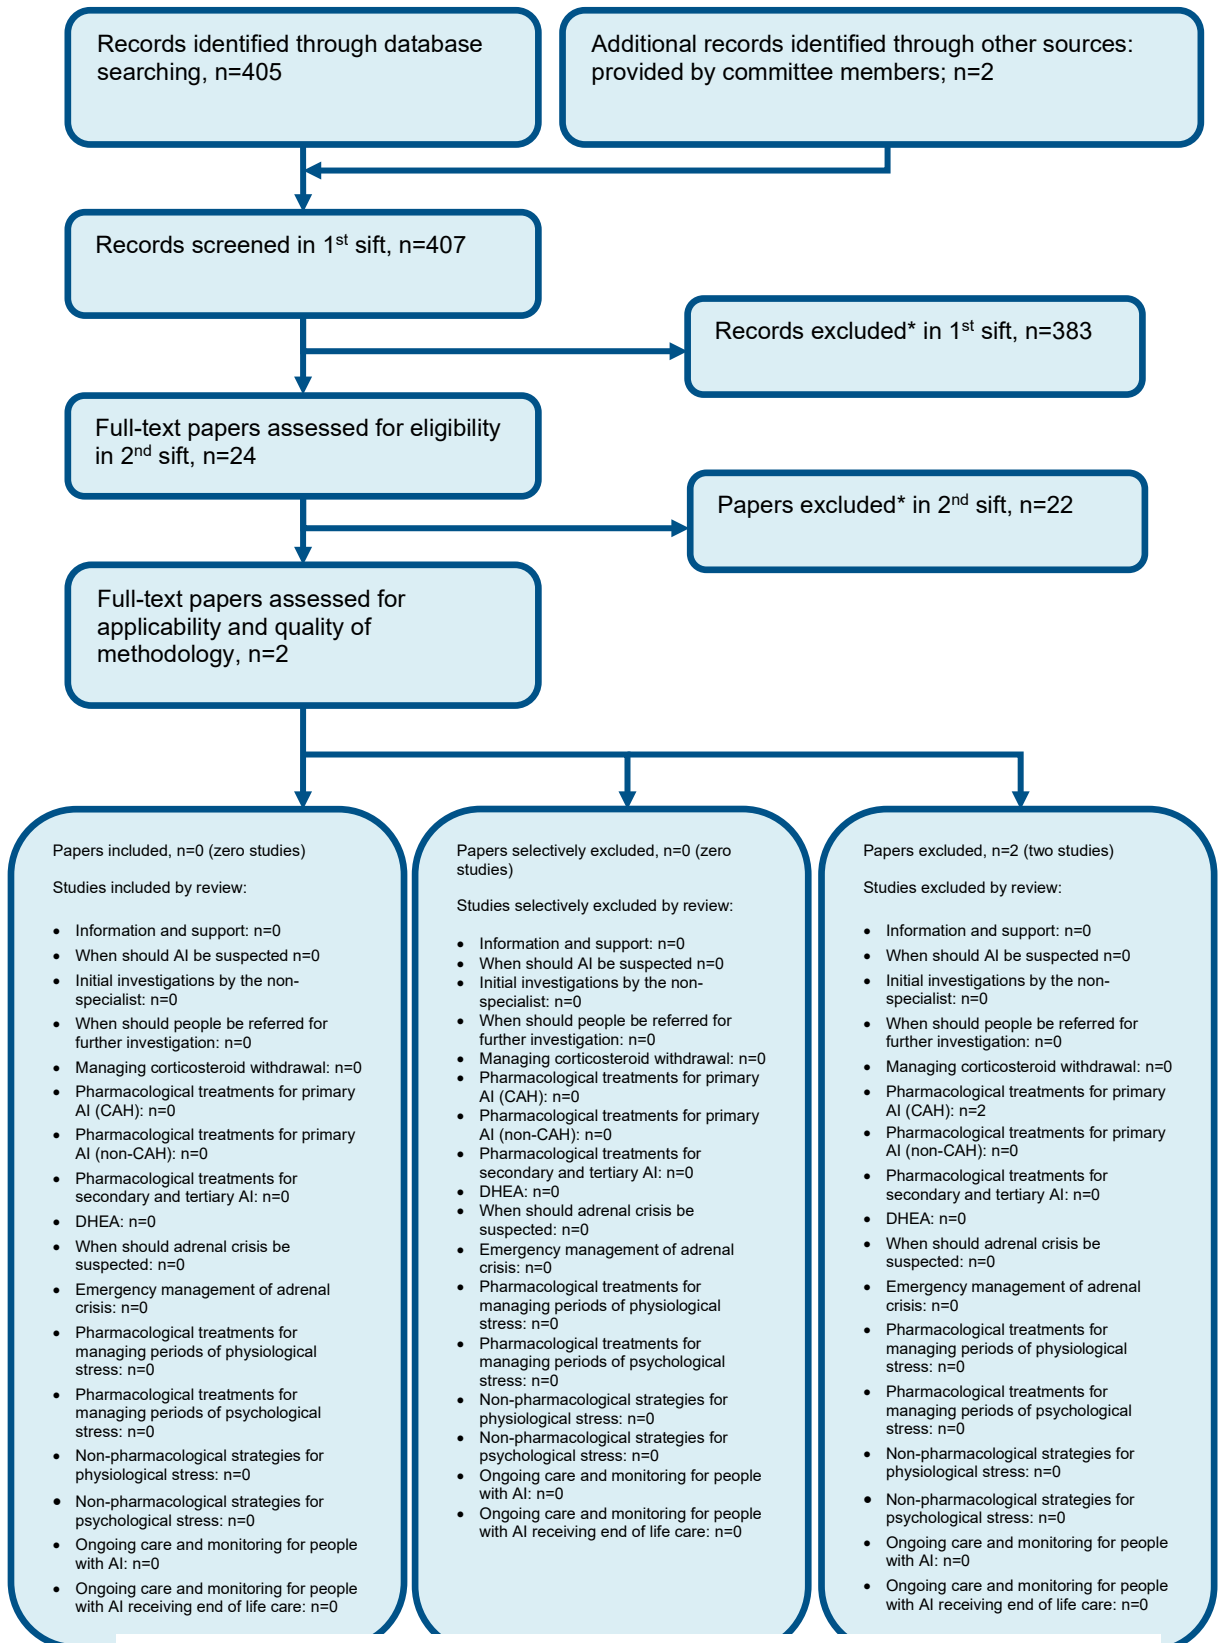 Records identified through database
searching, n=405
Additional records identified through other sources:
provided by committee members; n=2
Records screened in 1st sift, n=407
Records excluded* in 1st sift, n=383
Full-text papers assessed for eligibility
in 2nd sift, n=24
Papers excluded* in 2nd sift, n=22
Full-text papers assessed for
applicability and quality of
methodology, n=2
Papers included, n=0 (zero studies)
Studies included by review:
• Information and support: n=0
• When should AI be suspected n=0
• Initial investigations by the non-
specialist: n=0
• When should people be referred for
further investigation: n=0
• Managing corticosteroid withdrawal: n=0
• Pharmacological treatments for primary
AI (CAH): n=0
• Pharmacological treatments for primary
AI (non-CAH): n=0
• Pharmacological treatments for
secondary and tertiary AI: n=0
• DHEA: n=0
• When should adrenal crisis be
suspected: n=0
• Emergency management of adrenal
crisis: n=0
• Pharmacological treatments for
managing periods of physiological
stress: n=0
• Pharmacological treatments for
managing periods of psychological
stress: n=0
• Non-pharmacological strategies for
physiological stress: n=0
• Non-pharmacological strategies for
psychological stress: n=0
• Ongoing care and monitoring for people
with AI: n=0
• Ongoing care and monitoring for people
with AI receiving end of life care: n=0
Papers selectively excluded, n=0 (zero
studies)
Studies selectively excluded by review:
• Information and support: n=0
• When should AI be suspected n=0
• Initial investigations by the non-
specialist: n=0
• When should people be referred for
further investigation: n=0
• Managing corticosteroid withdrawal: n=0
• Pharmacological treatments for primary
AI (CAH): n=0
• Pharmacological treatments for primary
AI (non-CAH): n=0
• Pharmacological treatments for
secondary and tertiary AI: n=0
• DHEA: n=0
• When should adrenal crisis be
suspected: n=0
• Emergency management of adrenal
crisis: n=0
• Pharmacological treatments for
managing periods of physiological
stress: n=0
• Pharmacological treatments for
managing periods of psychological
stress: n=0
• Non-pharmacological strategies for
physiological stress: n=0
• Non-pharmacological strategies for
psychological stress: n=0
• Ongoing care and monitoring for people
with AI: n=0
• Ongoing care and monitoring for people
with AI receiving end of life care: n=0
Papers excluded, n=2 (two studies)
Studies excluded by review:
• Information and support: n=0
• When should AI be suspected n=0
• Initial investigations by the non-
specialist: n=0
• When should people be referred for
further investigation: n=0
• Managing corticosteroid withdrawal: n=0
• Pharmacological treatments for primary
AI (CAH): n=2
• Pharmacological treatments for primary
AI (non-CAH): n=0
• Pharmacological treatments for
secondary and tertiary AI: n=0
• DHEA: n=0
• When should adrenal crisis be
suspected: n=0
• Emergency management of adrenal
crisis: n=0
• Pharmacological treatments for
managing periods of physiological
stress: n=0
• Pharmacological treatments for
managing periods of psychological
stress: n=0
• Non-pharmacological strategies for
physiological stress: n=0
• Non-pharmacological strategies for
psychological stress: n=0
• Ongoing care and monitoring for people
with AI: n=0
• Ongoing care and monitoring for people
with AI receiving end of life care: n=0